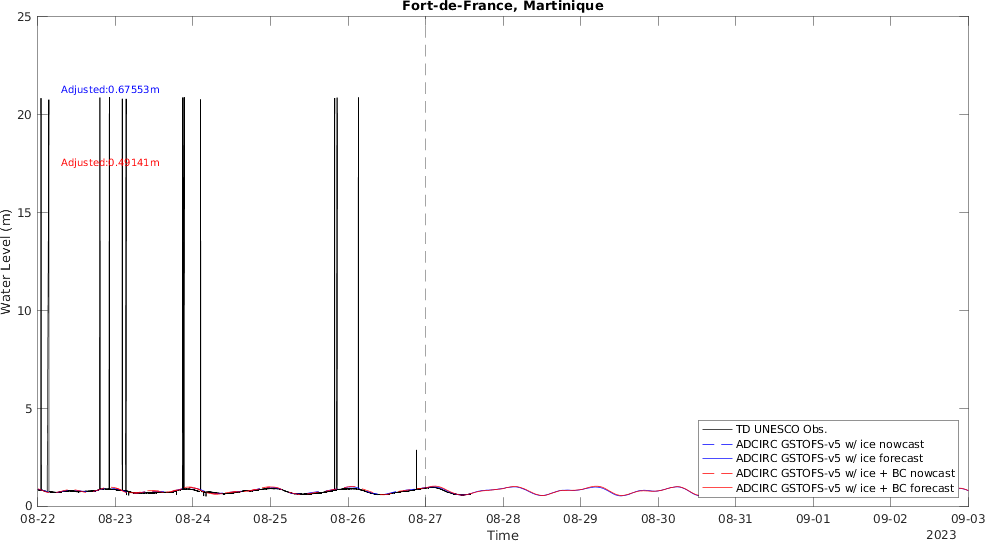 Fort-de-France, Martinique
25
20
15
10
5
0
Water Level (m)
Adjusted:0.67553m
Adjusted:0.49141m
TD UNESCO Obs.
ADCIRC GSTOFS-v5 w/ ice nowcast
ADCIRC GSTOFS-v5 w/ ice forecast
ADCIRC GSTOFS-v5 w/ ice + BC nowcast
ADCIRC GSTOFS-v5 w/ ice + BC forecast
08-22 08-23 08-24 08-25 08-26 08-27 08-28 08-29 08-30 08-31 09-01 09-02 09-03
Time
2023